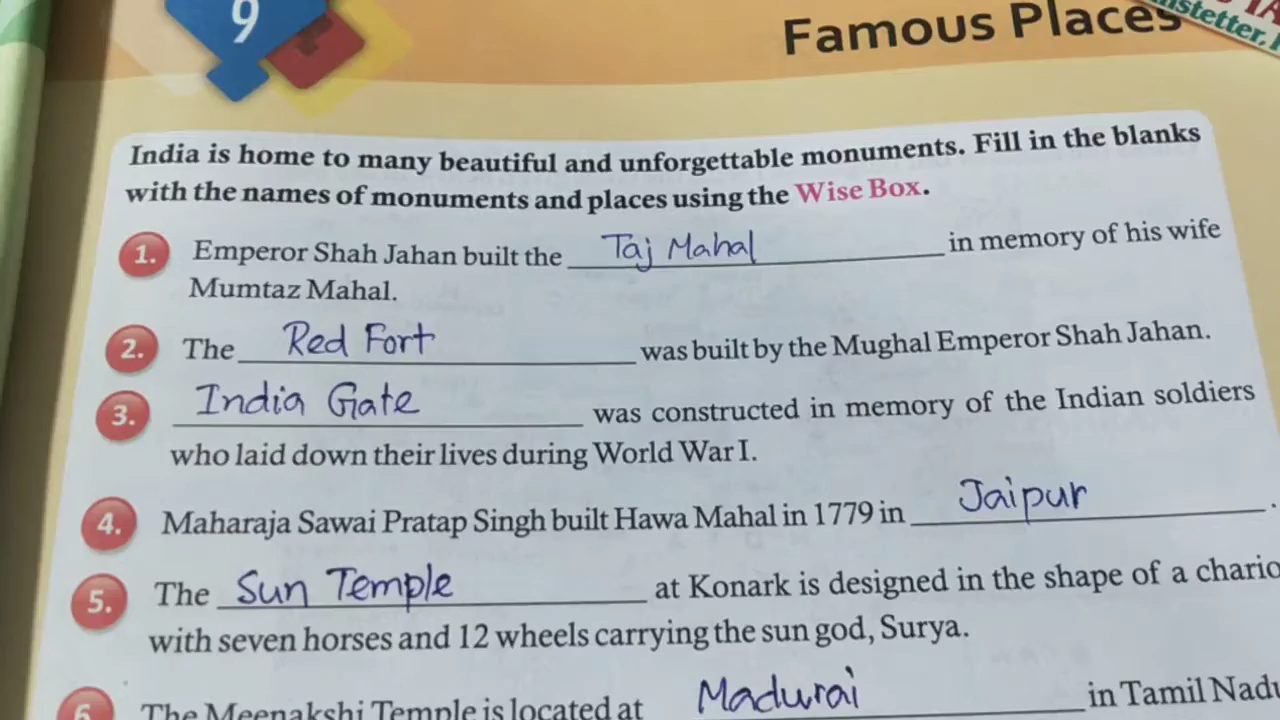 9
Famous Places
India is home to many beautiful and unforgettable monuments. Fill in the blanks
with the names of monuments and places using the Wise Box.
1. Emperor Shah Jahan built the Taj Mahal in memory of his wife
Mumtaz Mahal.
2. The Red Fort was built by the Mughal Emperor Shah Jahan.
3. India Gate was constructed in memory of the Indian soldiers
who laid down their lives during World War I.
4. Maharaja Sawai Pratap Singh built Hawa Mahal in 1779 in Jaipur.
5. The Sun Temple at Konark is designed in the shape of a chario
with seven horses and 12 wheels carrying the sun god, Surya.
6. The Meenakshi Temple is located at Madurai in Tamil Nadu